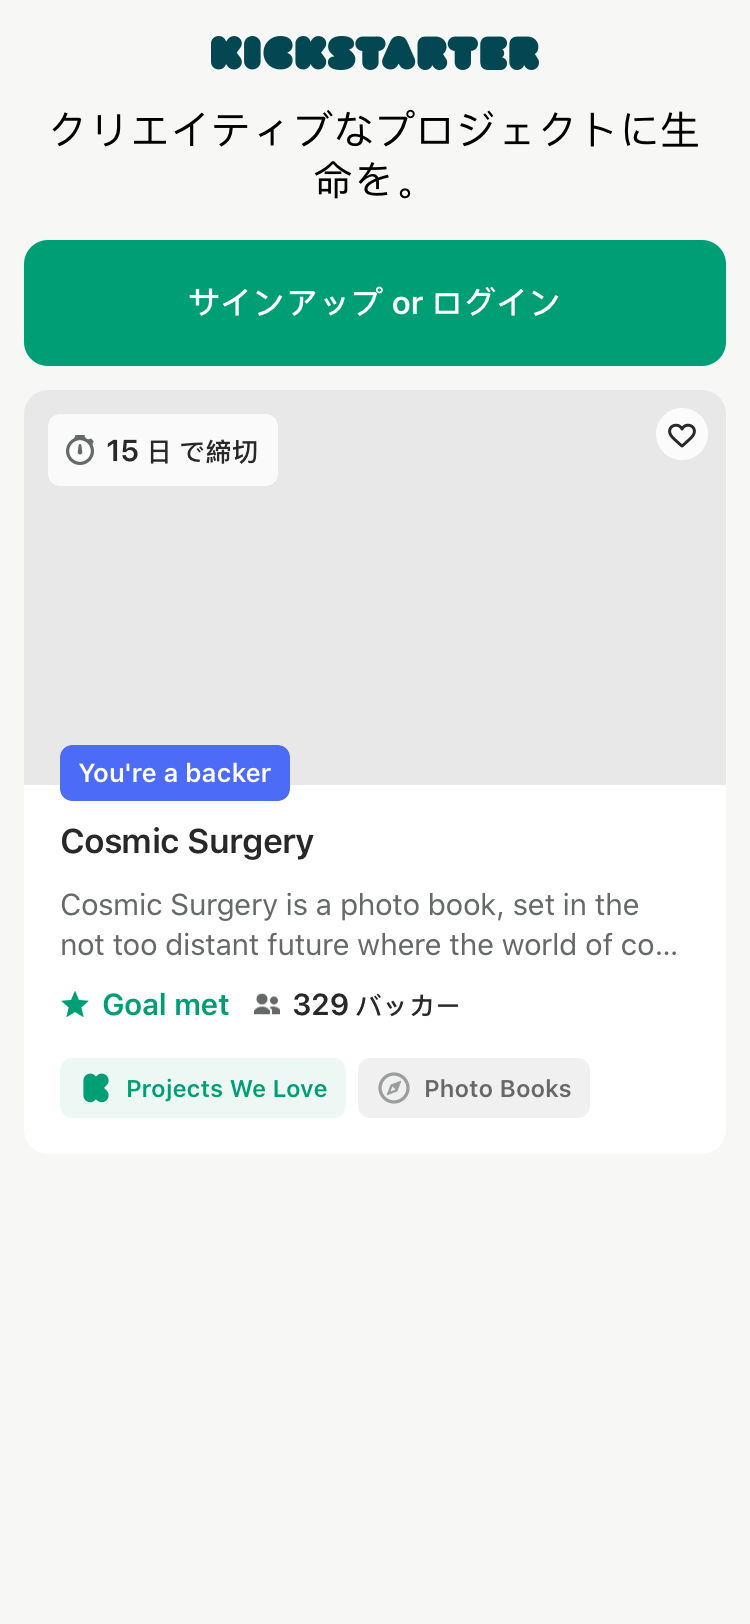 KICKSTARTER
クリエイティブなプロジェクトに生
命を。
サインアップ or ログイン
15 日 で締切
You're a backer
Cosmic Surgery
Cosmic Surgery is a photo book, set in the
not too distant future where the world of co...
Goal met 329 バッカー
Projects We Love Photo Books